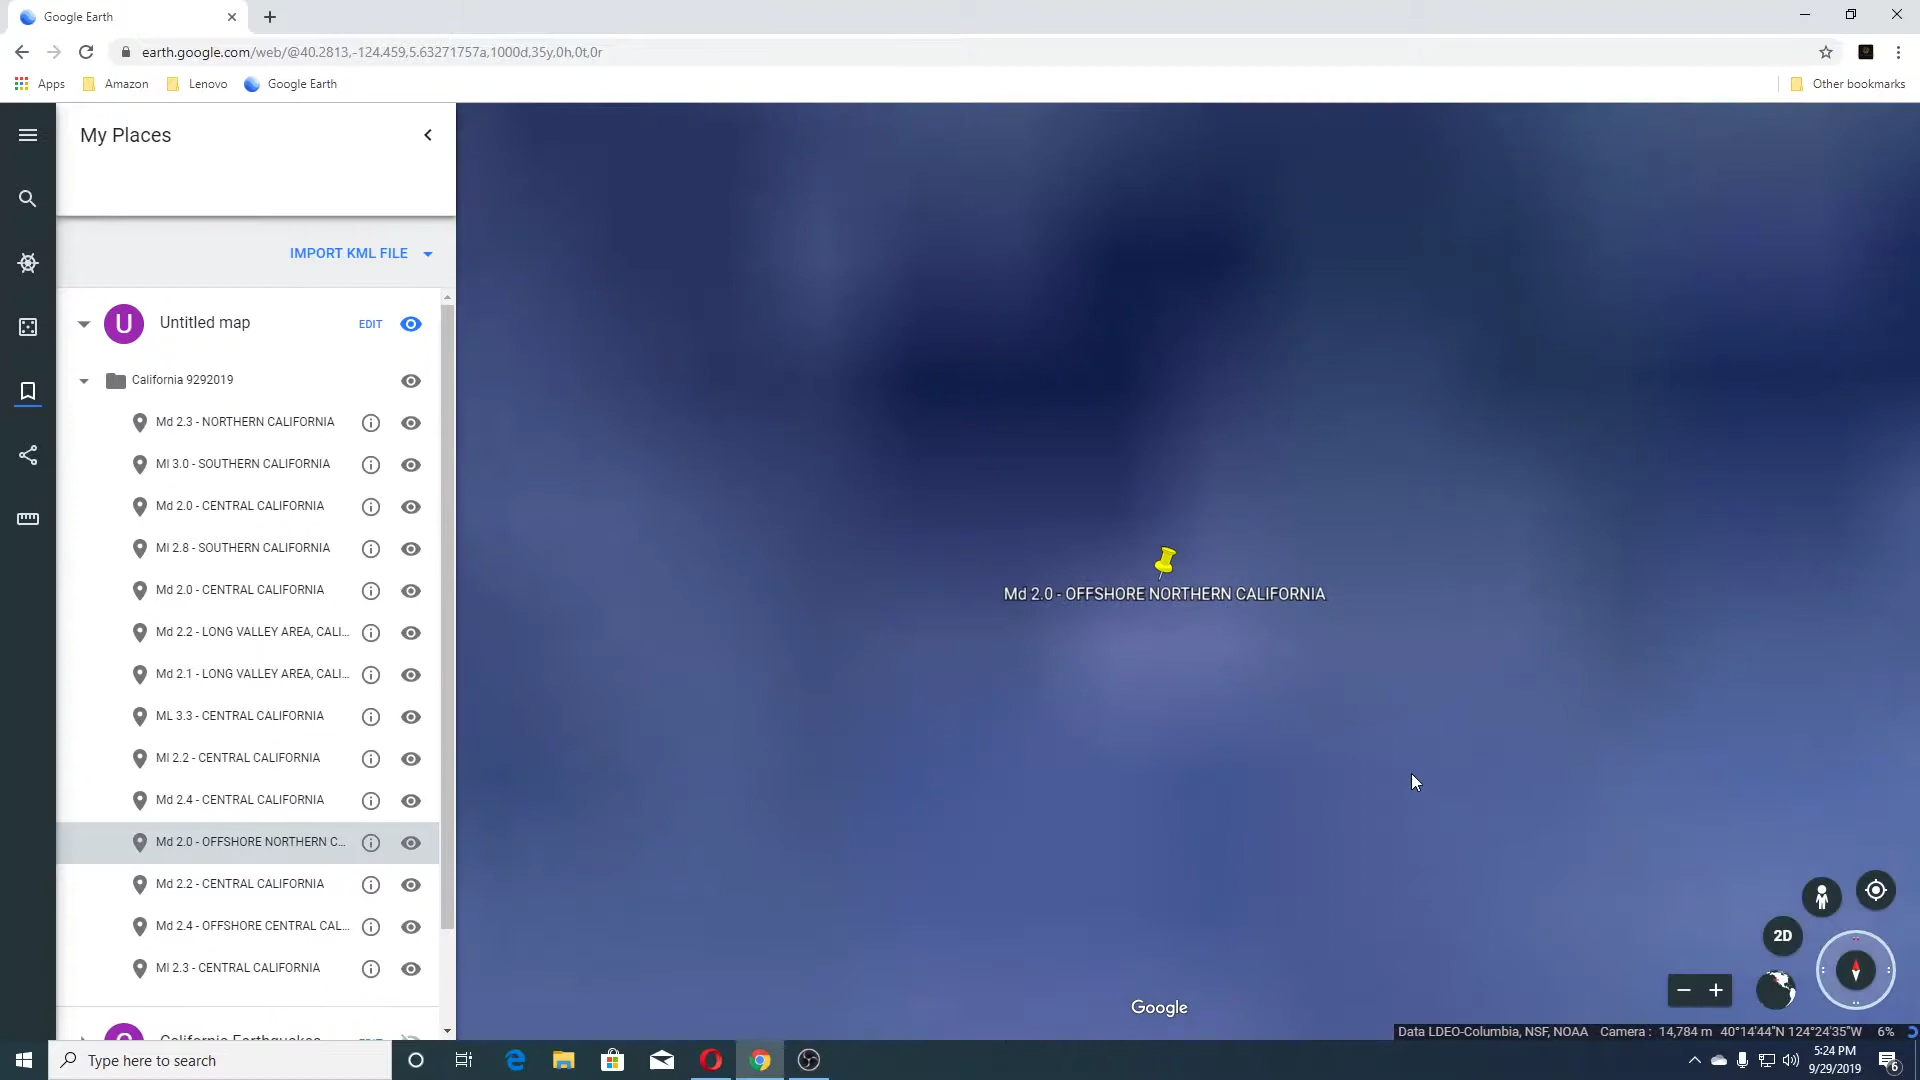 Google Earth
earth.google.com/web/@40.2813,-124.459,5.63271757a,1000d,35y,0h,0t,0r
Apps Amazon Lenovo Google Earth Other bookmarks
My Places
IMPORT KML FILE
U Untitled map EDIT
California 9292019
Md 2.3 - NORTHERN CALIFORNIA
Ml 3.0 - SOUTHERN CALIFORNIA
Md 2.0 - CENTRAL CALIFORNIA
Ml 2.8 - SOUTHERN CALIFORNIA
Md 2.0 - CENTRAL CALIFORNIA
Md 2.2 - LONG VALLEY AREA, CALI...
Md 2.1 - LONG VALLEY AREA, CALI...
ML 3.3 - CENTRAL CALIFORNIA
Ml 2.2 - CENTRAL CALIFORNIA
Md 2.4 - CENTRAL CALIFORNIA
Md 2.0 - OFFSHORE NORTHERN C...
Md 2.2 - CENTRAL CALIFORNIA
Md 2.4 - OFFSHORE CENTRAL CAL...
Ml 2.3 - CENTRAL CALIFORNIA
California Earthquakes
Md 2.0 - OFFSHORE NORTHERN CALIFORNIA
2D
Google
Data LDEO-Columbia, NSF, NOAA Camera : 14,784 m 40°14'44"N 124°24'35"W 6%
Type here to search
5:24 PM
9/29/2019
6